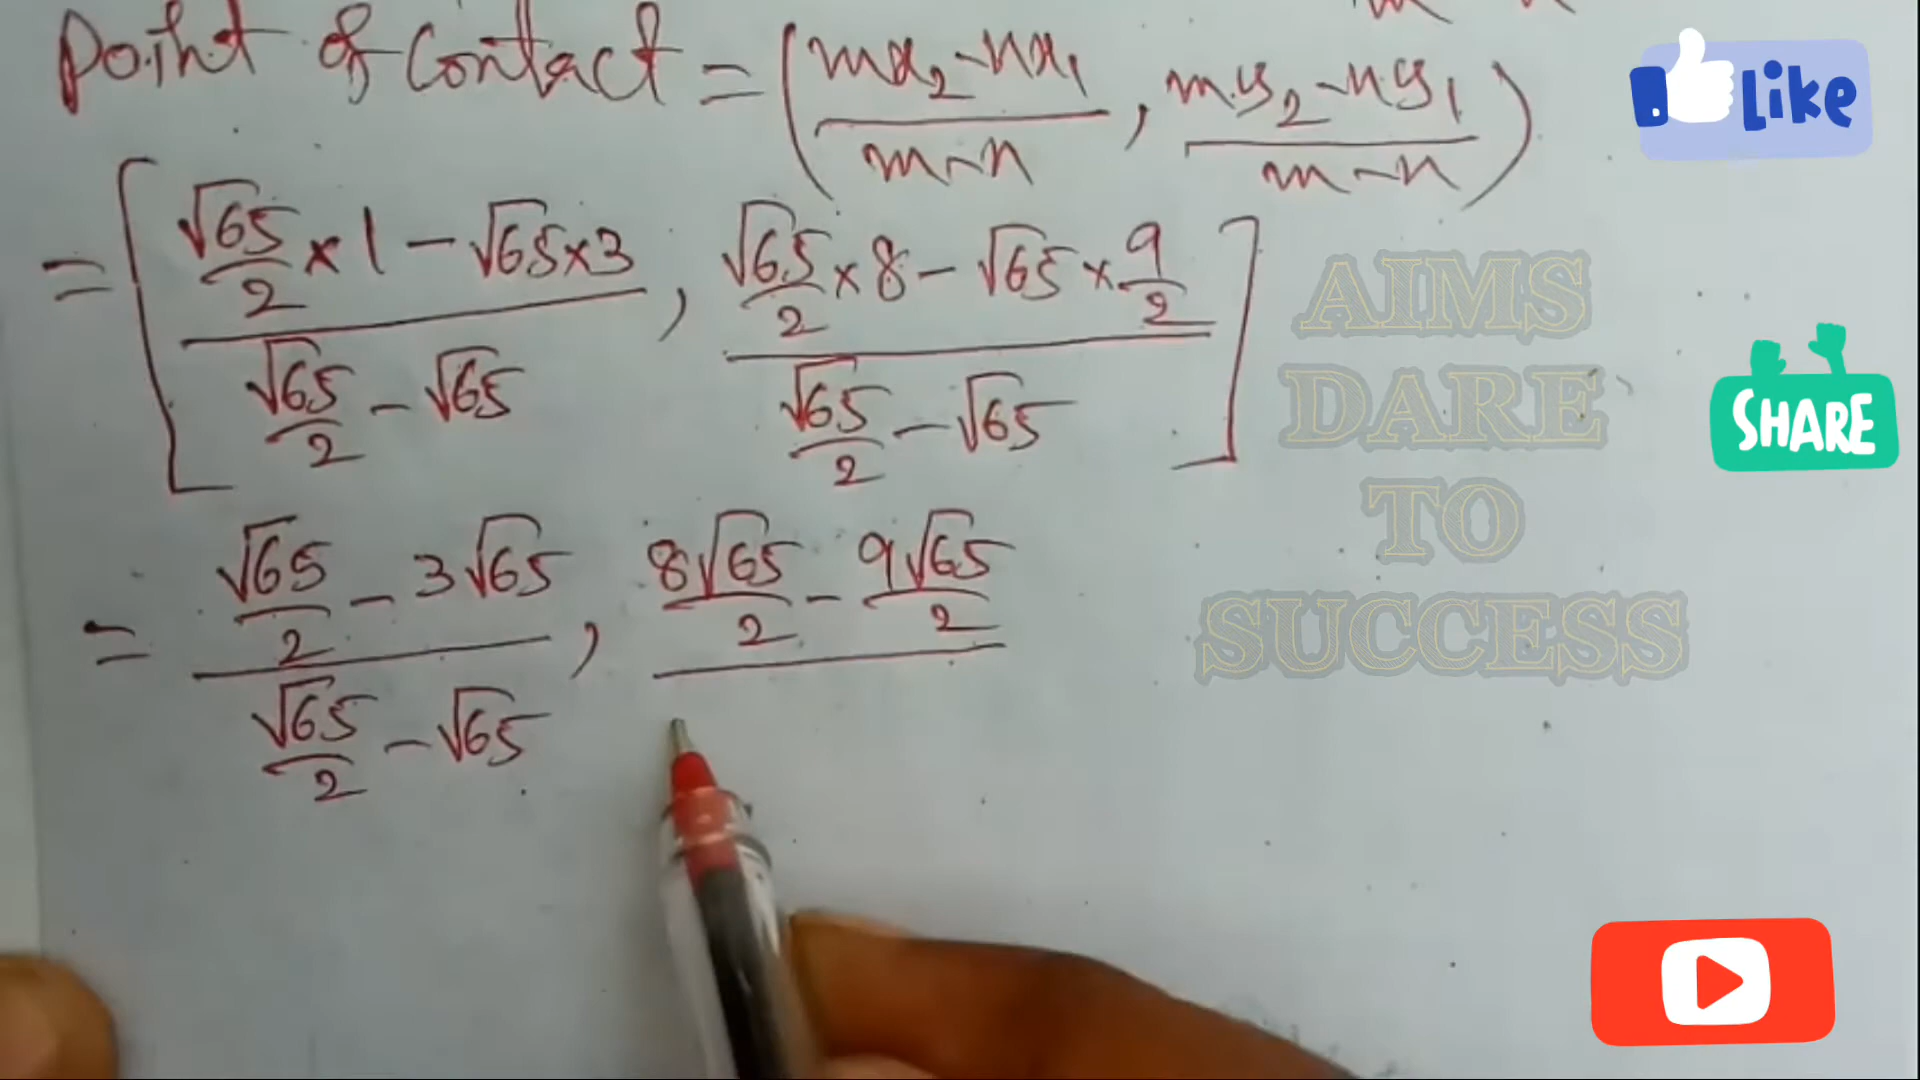 Point of Contact = (mx₂-nx₁/m-n, my₂-ny₁/m-n)
Like
= [√65/2 × 1 - √65 × 3 / √65/2 - √65, √65/2 × 8 - √65 × 9/2 / √65/2 - √65]
AIMS
DARE
TO
SUCCESS
SHARE
= √65/2 - 3√65 / √65/2 - √65, 8√65/2 - 9√65/2